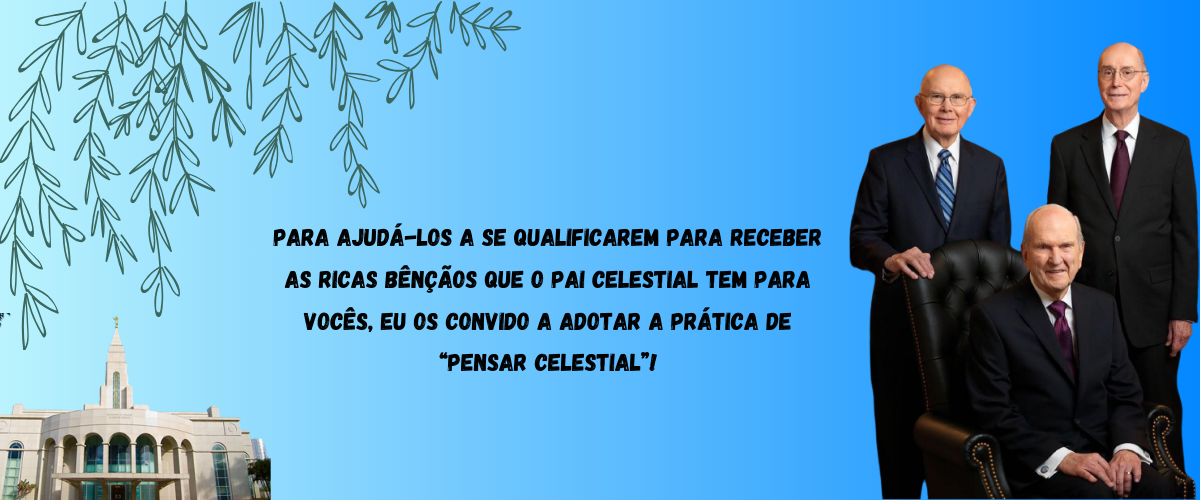 PARA AJUDÁ-LOS A SE QUALIFICAREM PARA RECEBER
AS RICAS BÊNÇÃOS QUE O PAI CELESTIAL TEM PARA
VOCÊS, EU OS CONVIDO A ADOTAR A PRÁTICA DE
“PENSAR CELESTIAL”!